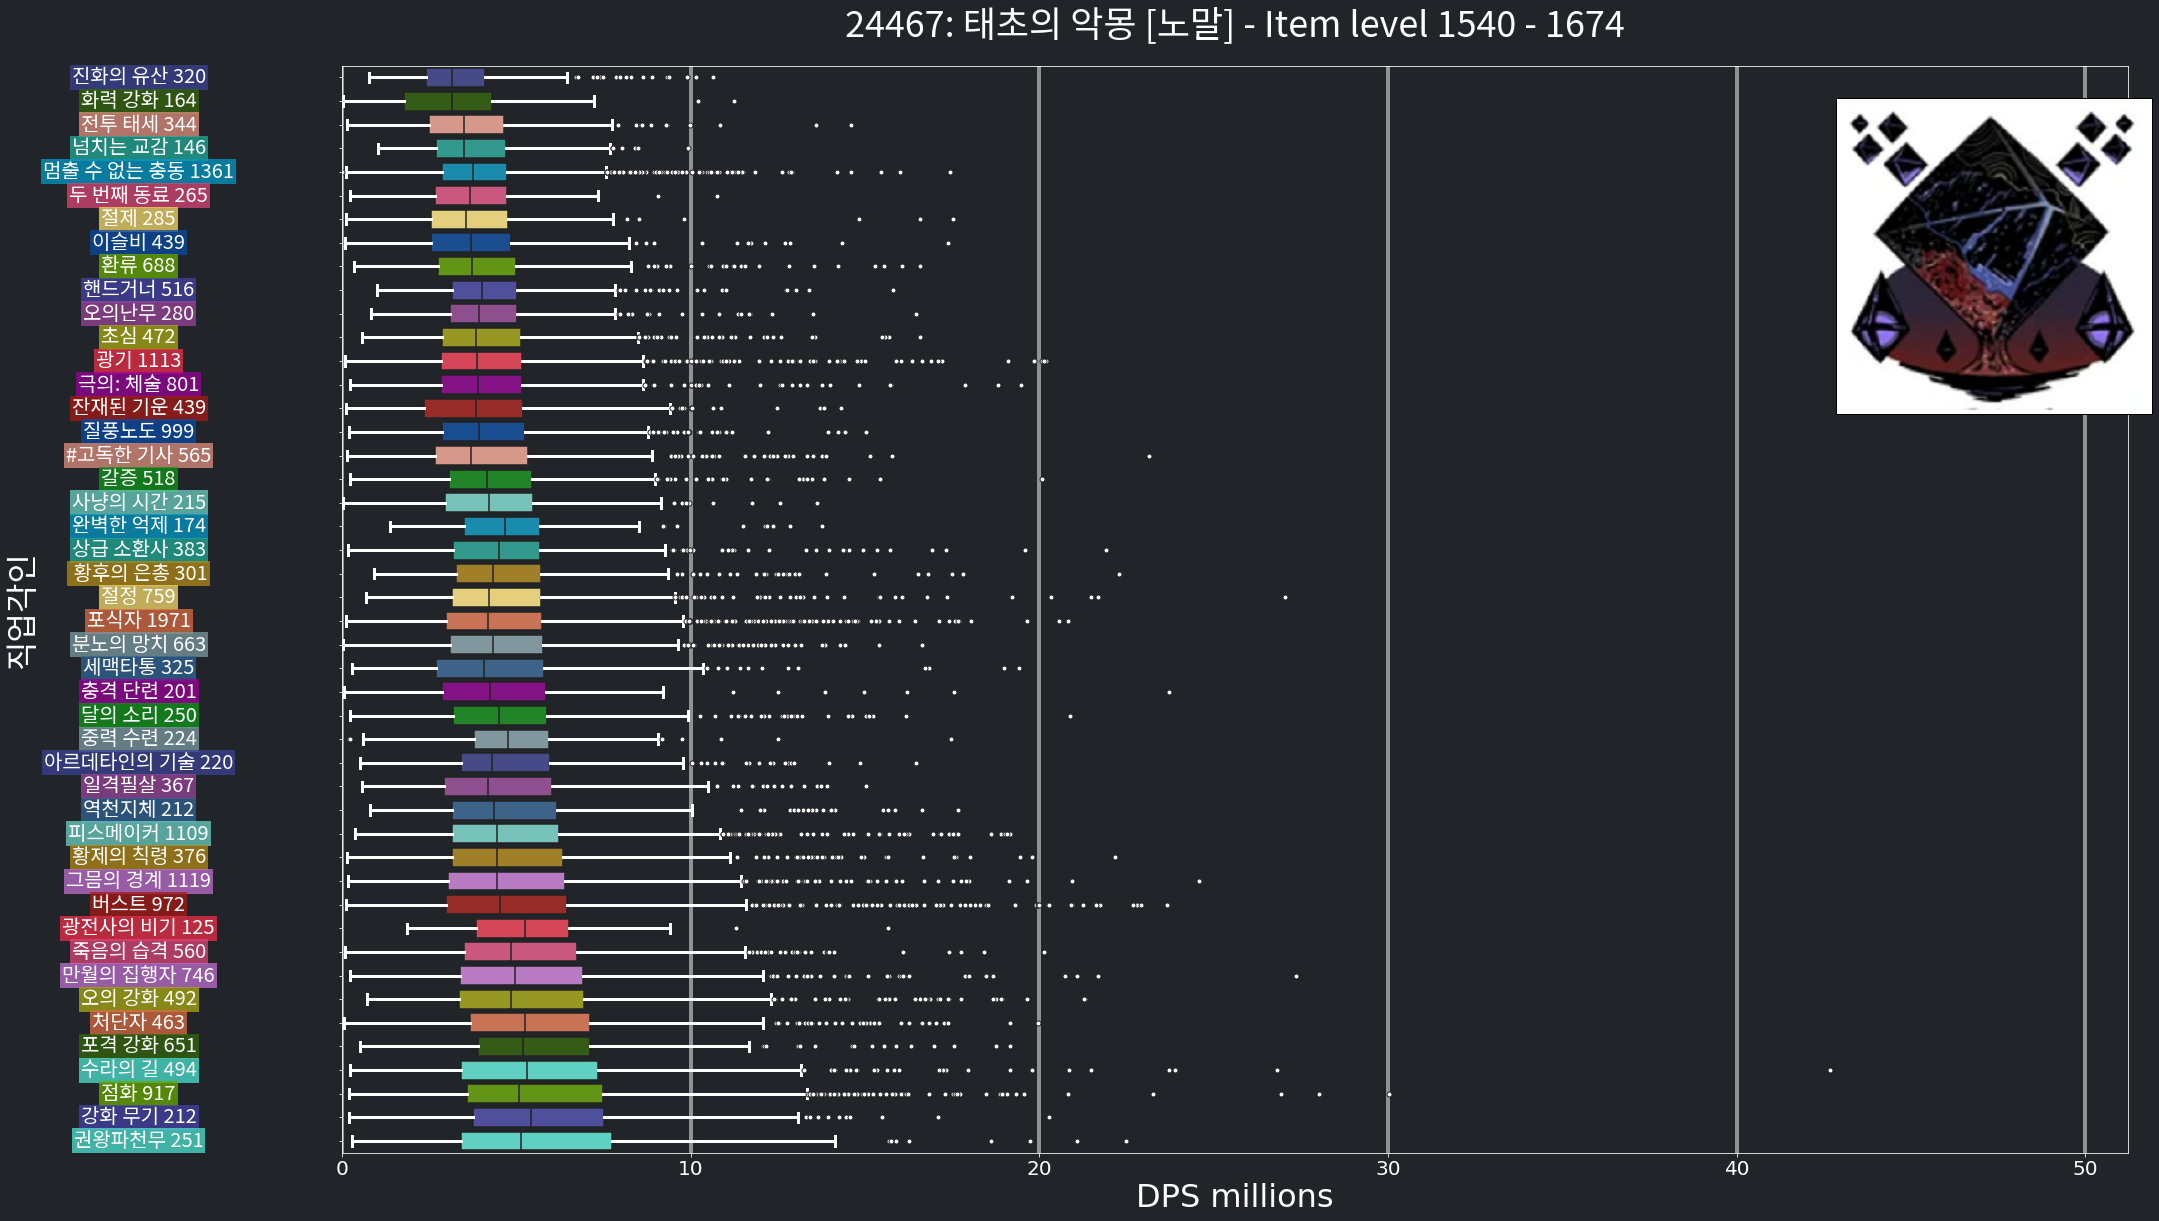 24467: 태초의 악몽 [노말] - Item level 1540 - 1674
직업각인
진화의 유산 320
화력 강화 164
전투 태세 344
넘치는 교감 146
멈출 수 없는 충동 1361
두 번째 동료 265
절제 285
이슬비 439
환류 688
핸드거너 516
오의난무 280
초심 472
광기 1113
극의: 체술 801
잔재된 기운 439
질풍노도 999
#고독한 기사 565
갈증 518
사냥의 시간 215
완벽한 억제 174
상급 소환사 383
황후의 은총 301
절정 759
포식자 1971
분노의 망치 663
세맥타통 325
충격 단련 201
달의 소리 250
중력 수련 224
아르데타인의 기술 220
일격필살 367
역천지체 212
피스메이커 1109
황제의 칙령 376
그믐의 경계 1119
버스트 972
광전사의 비기 125
죽음의 습격 560
만월의 집행자 746
오의 강화 492
처단자 463
포격 강화 651
수라의 길 494
점화 917
강화 무기 212
권왕파천무 251
0 10 20 30 40 50
DPS millions